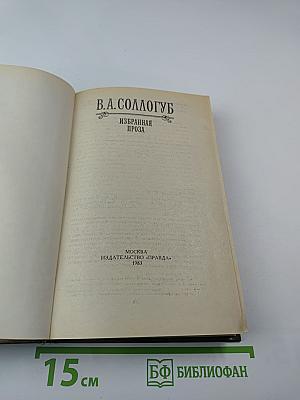 В.А.СОЛЛОГУБ
ИЗБРАННАЯ
ПРОЗА
МОСКВА
ИЗДАТЕЛЬСТВО «ПРАВДА»
1983
15 см
БФ БИБЛИОФАН